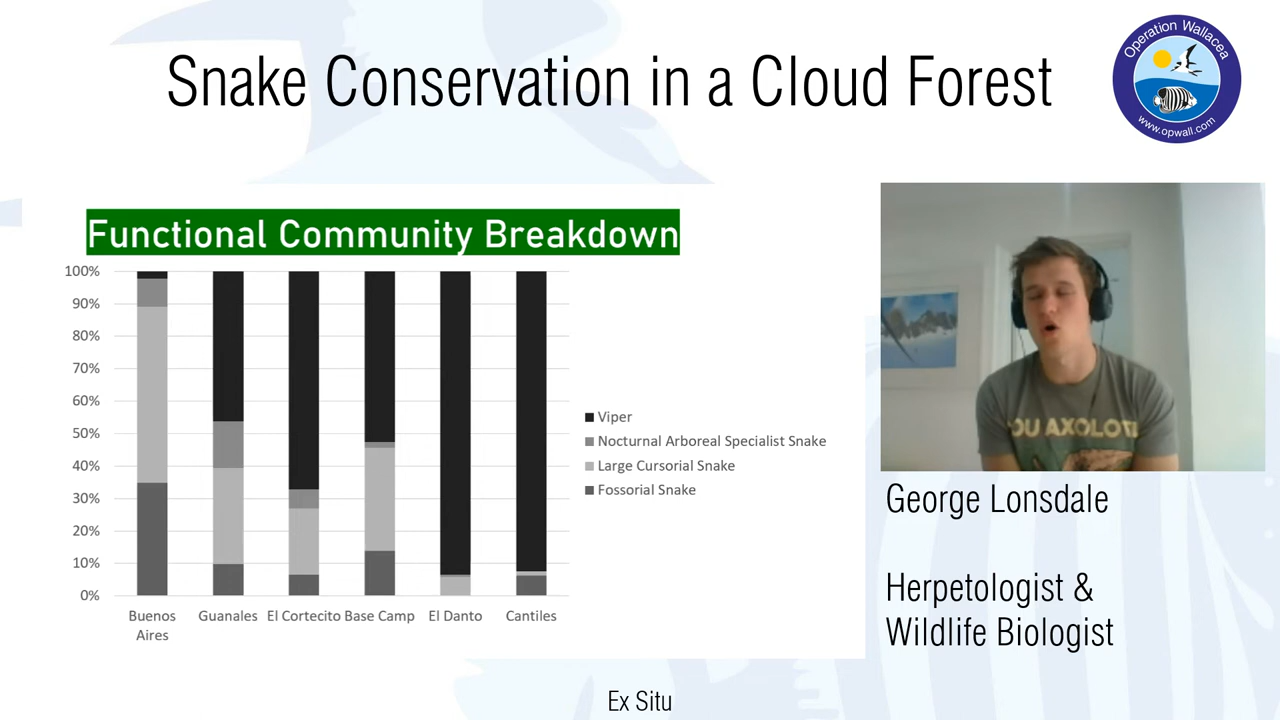 Snake Conservation in a Cloud Forest
Operation Wallacea
www.opwall.com
Functional Community Breakdown
100%
90%
80%
70%
60%
50%
40%
30%
20%
10%
0%
Buenos
Aires
Guanales
El Cortecito
Base Camp
El Danto
Cantiles
Viper
Nocturnal Arboreal Specialist Snake
Large Cursorial Snake
Fossorial Snake
OU AXOLOTL
George Lonsdale
Herpetologist &
Wildlife Biologist
Ex Situ